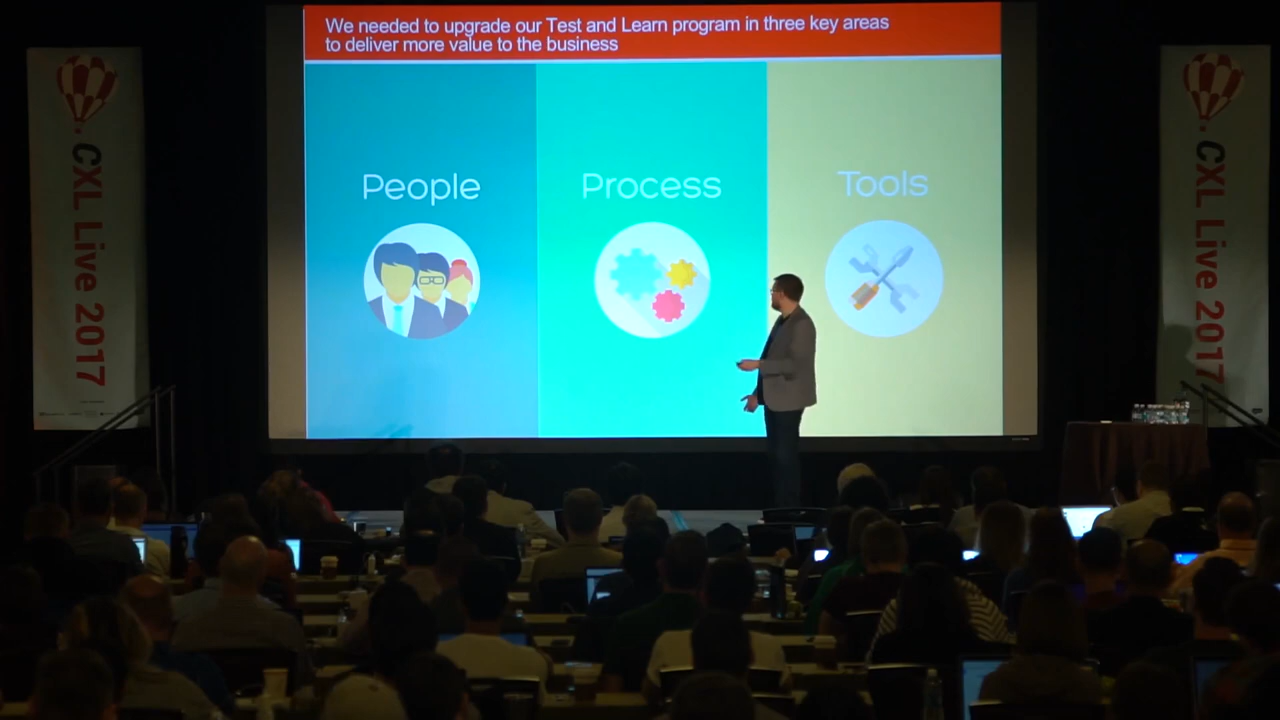 We needed to upgrade our Test and Learn program in three key areas
to deliver more value to the business
People
Process
Tools
CXL Live 2017
CXL Live 2017